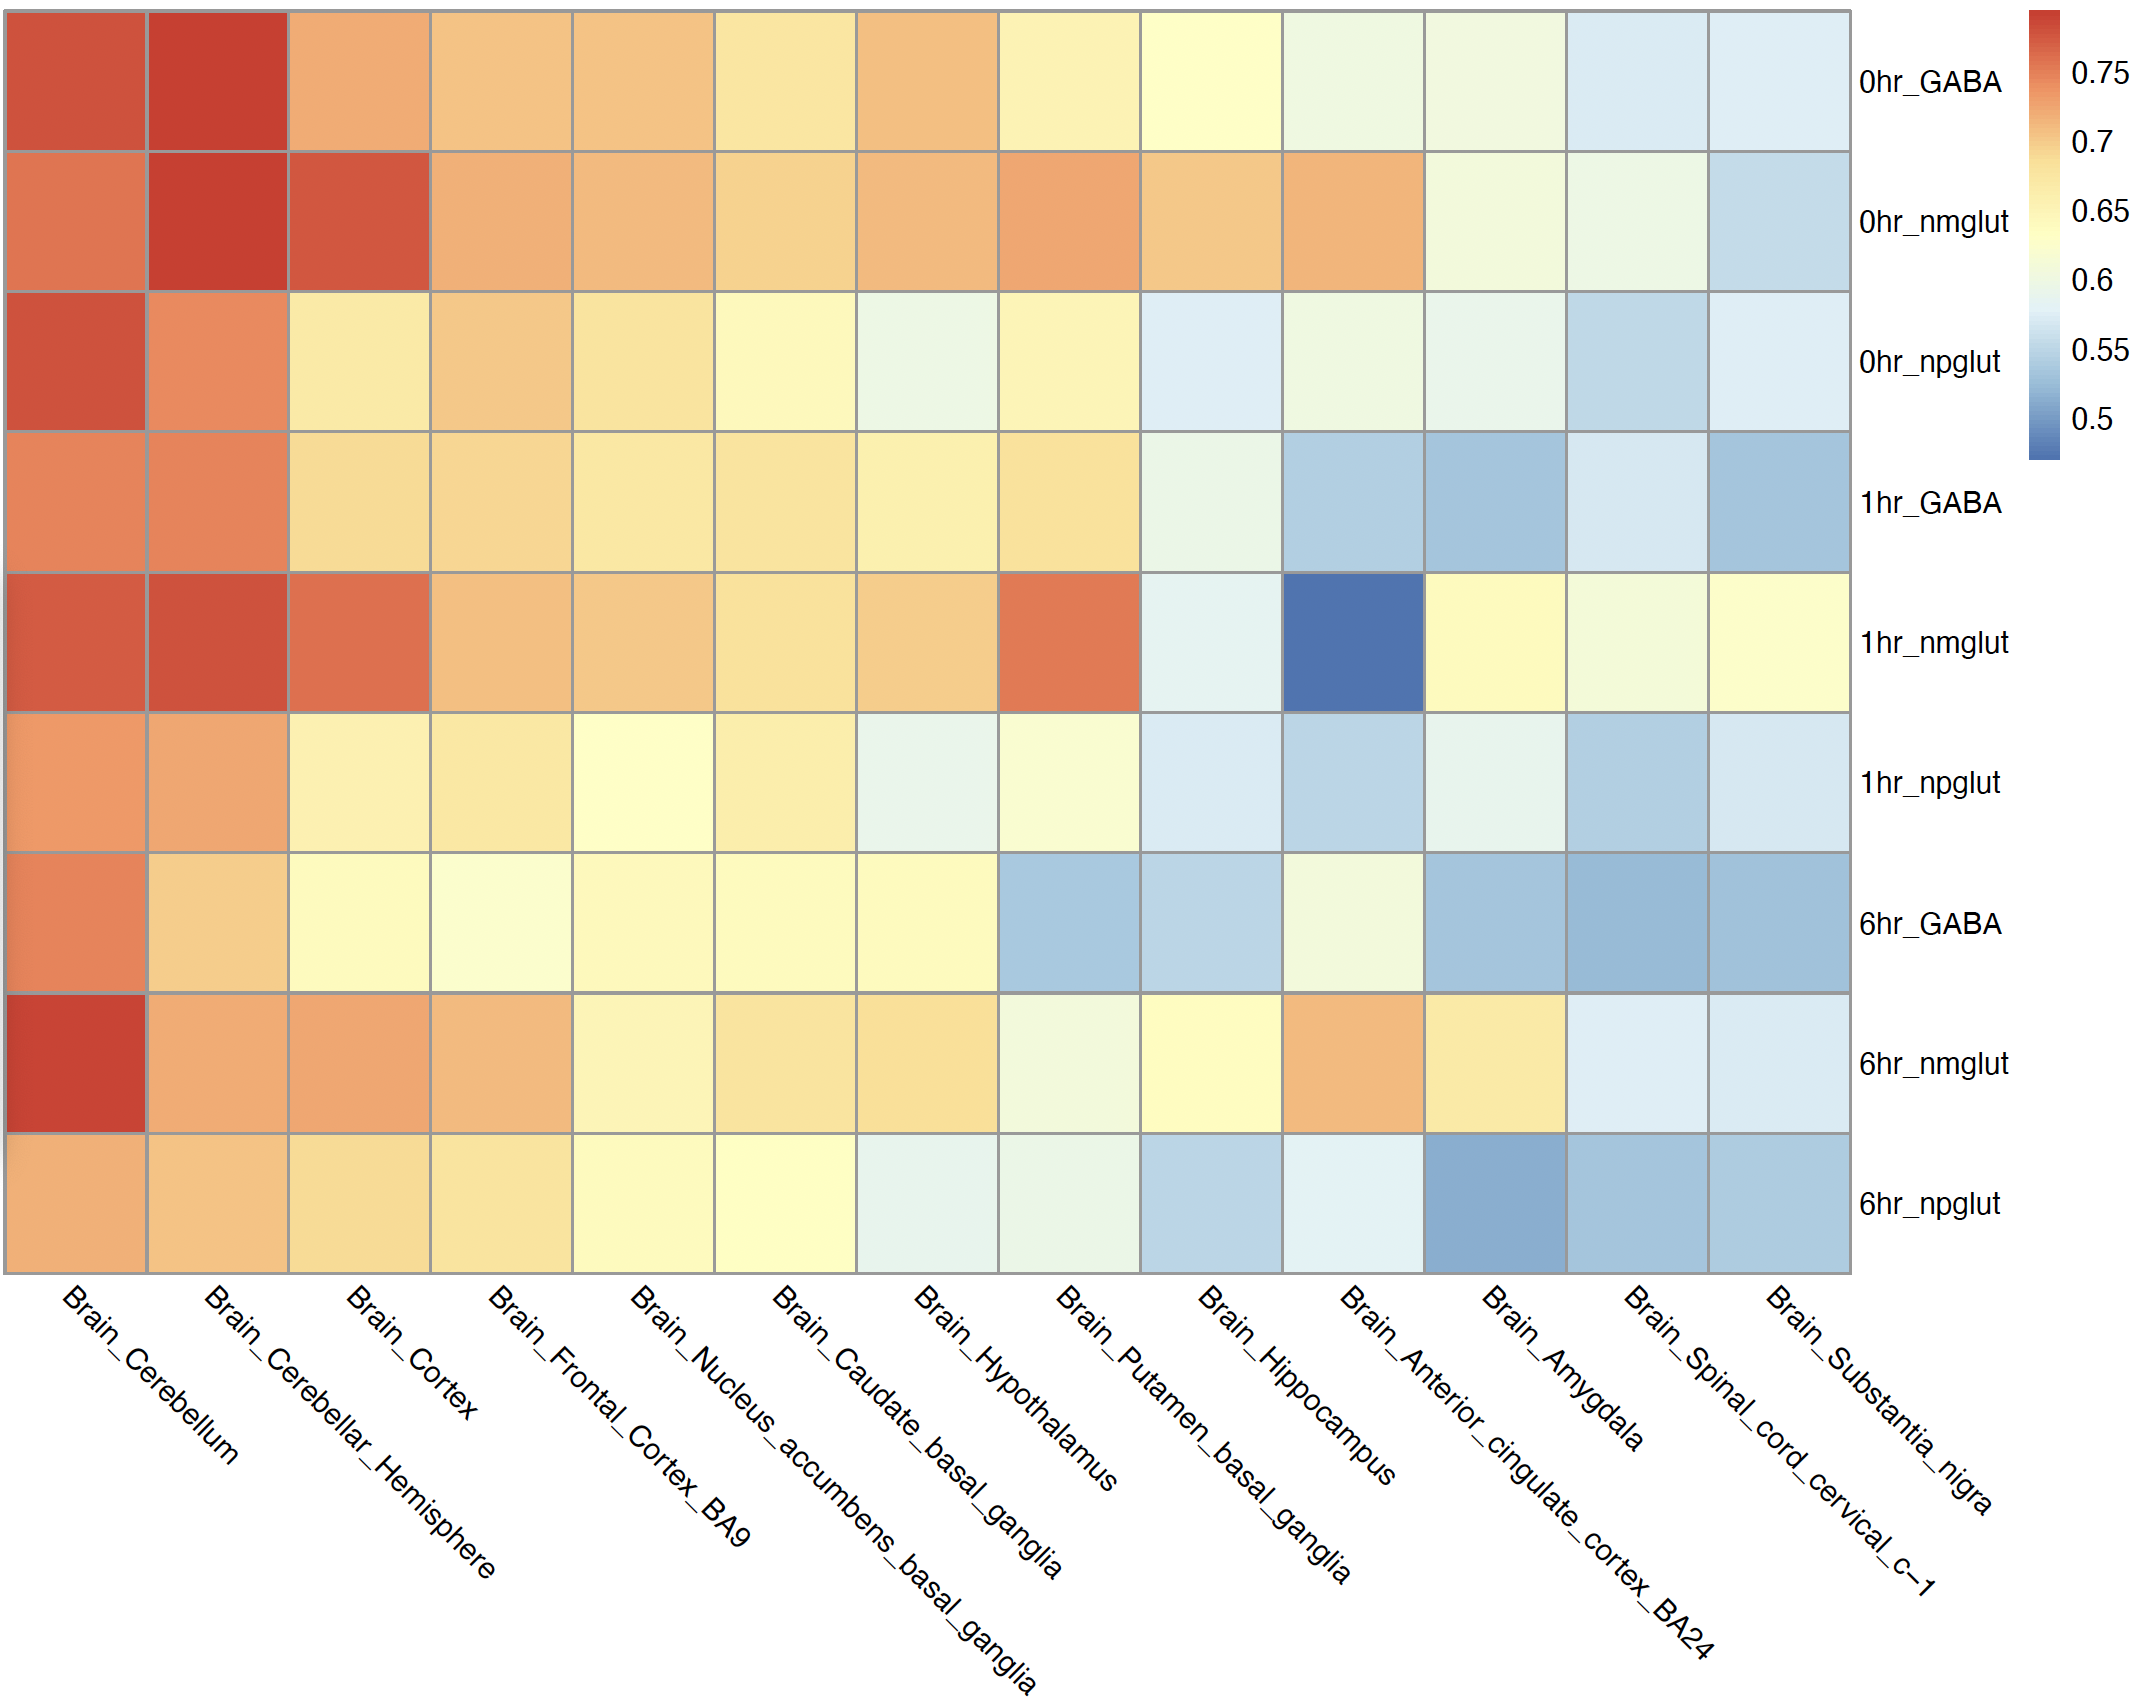 0hr_GABA
0hr_nmglut
0hr_npglut
1hr_GABA
1hr_nmglut
1hr_npglut
6hr_GABA
6hr_nmglut
6hr_npglut
0.75
0.7
0.65
0.6
0.55
0.5
Brain_Cerebellum
Brain_Cerebellar_Hemisphere
Brain_Cortex
Brain_Frontal_Cortex_BA9
Brain_Nucleus_accumbens_basal_ganglia
Brain_Caudate_basal_ganglia
Brain_Hypothalamus
Brain_Putamen_basal_ganglia
Brain_Hippocampus
Brain_Anterior_cingulate_cortex_BA24
Brain_Amygdala
Brain_Spinal_cord_cervical_c−1
Brain_Substantia_nigra